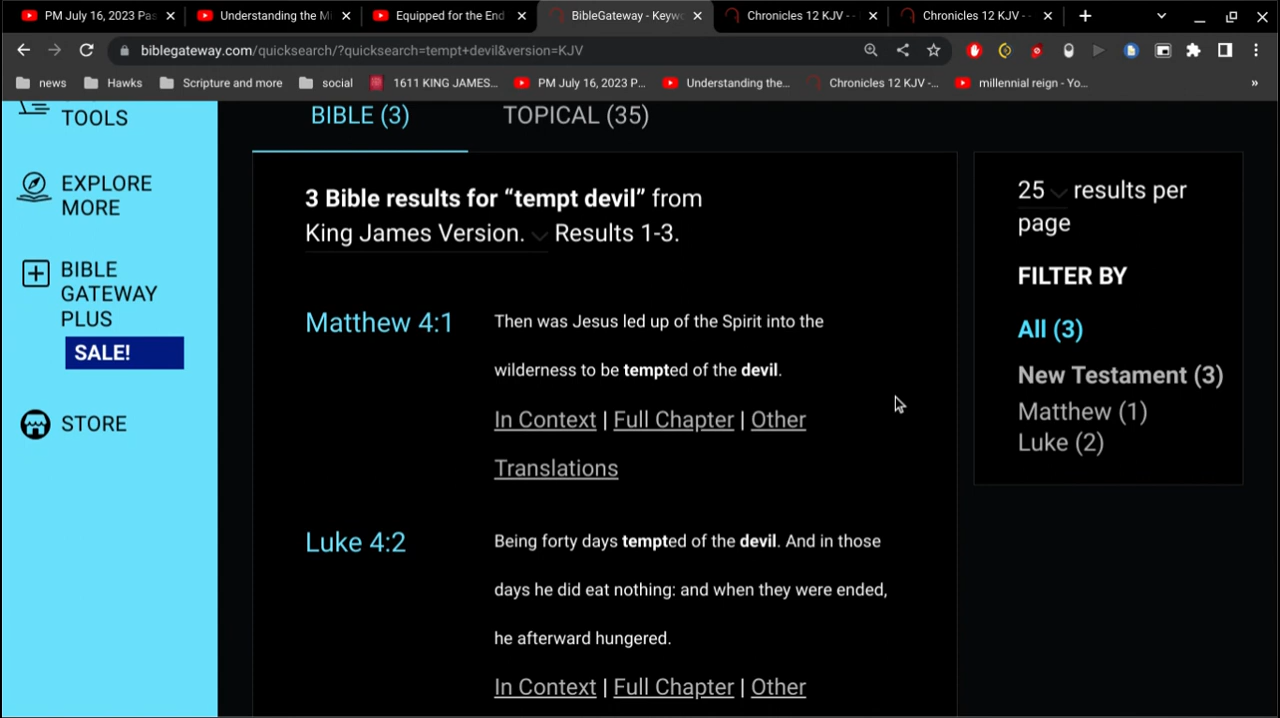 PM July 16, 2023 Pas
Understanding the Mi
Equipped for the End
BibleGateway - Keywo
Chronicles 12 KJV - -
Chronicles 12 KJV - -
biblegateway.com/quicksearch/?quicksearch=tempt+devil&version=KJV
news
Hawks
Scripture and more
social
1611 KING JAMES...
PM July 16, 2023 P...
Understanding the...
Chronicles 12 KJV -...
millennial reign - Yo...
»
TOOLS
EXPLORE
MORE
BIBLE
GATEWAY
PLUS
SALE!
STORE
BIBLE (3)
TOPICAL (35)
3 Bible results for “tempt devil” from
King James Version. Results 1-3.
Matthew 4:1
Then was Jesus led up of the Spirit into the
wilderness to be tempted of the devil.
In Context | Full Chapter | Other
Translations
Luke 4:2
Being forty days tempted of the devil. And in those
days he did eat nothing: and when they were ended,
he afterward hungered.
In Context | Full Chapter | Other
25 results per
page
FILTER BY
All (3)
New Testament (3)
Matthew (1)
Luke (2)